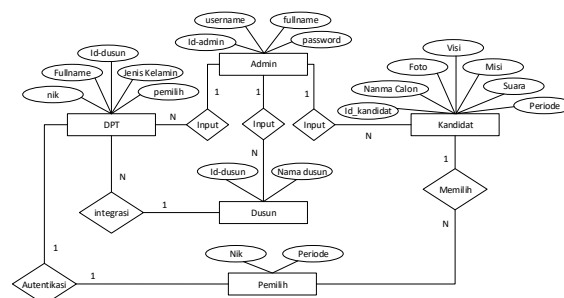 username
fullname
Id-admin
password
Admin
Id-dusun
Fullname
Jenis Kelamin
nik
pemilih
DPT
Visi
Foto
Misi
Nanma Calon
Suara
Id_kandidat
Periode
Kandidat
N
Input
1
Input
1
N
1
Input
N
N
integrasi
1
Id-dusun
Nama dusun
Dusun
1
Memilih
N
1
Autentikasi
1
Nik
Periode
Pemilih